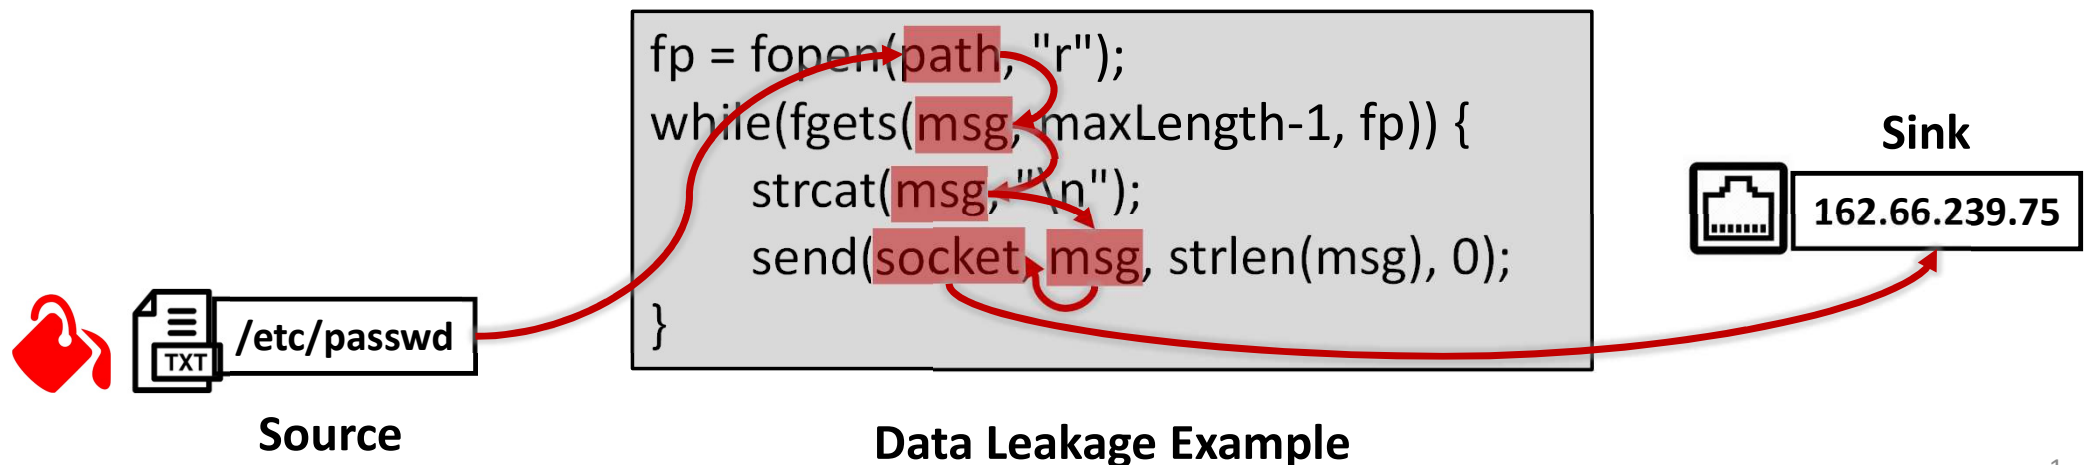 fp = fopen(path, "r");
while(fgets(msg, maxLength-1, fp)) {
strcat(msg,"\n");
send(socket, msg, strlen(msg), 0);
}
Sink
162.66.239.75
TXT
/etc/passwd
Source
Data Leakage Example
1